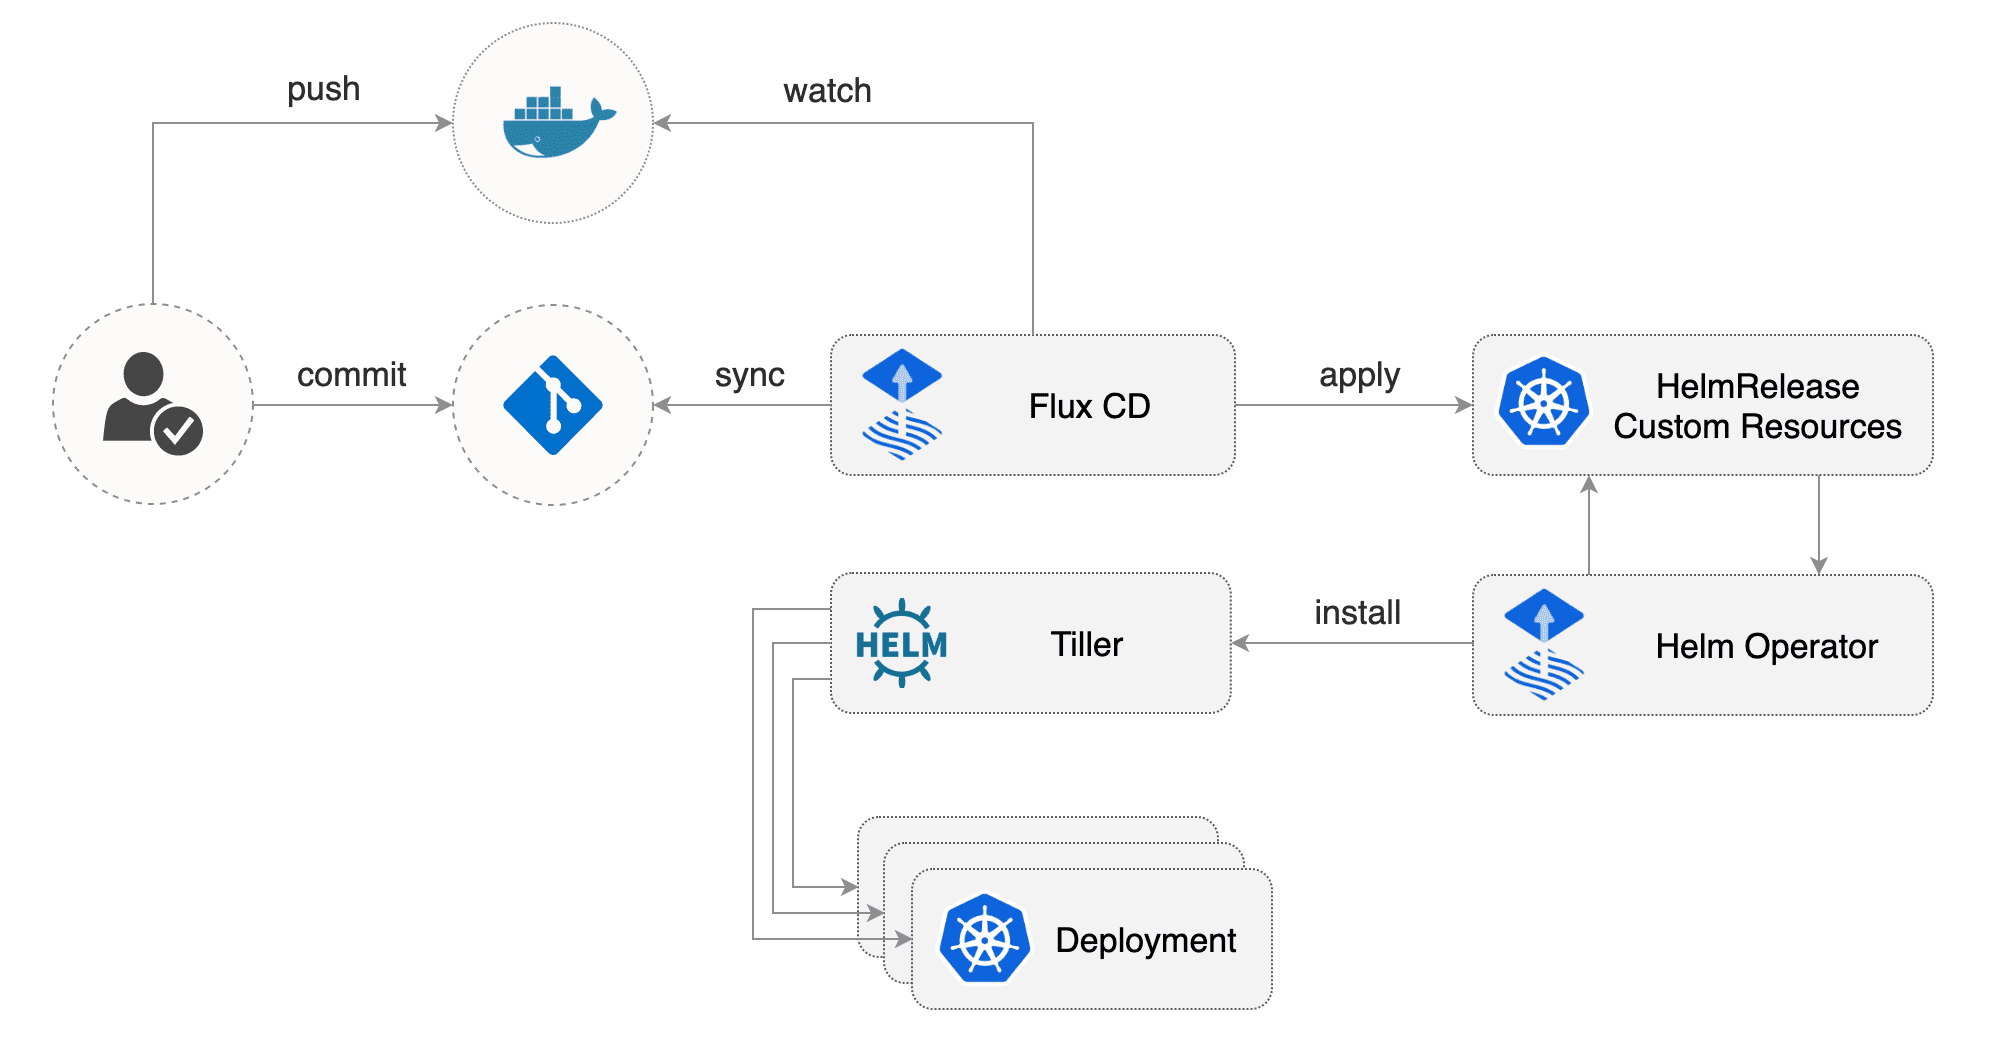 push
watch
commit
sync
Flux CD
apply
HelmRelease
Custom Resources
HELM
Tiller
install
Helm Operator
Deployment